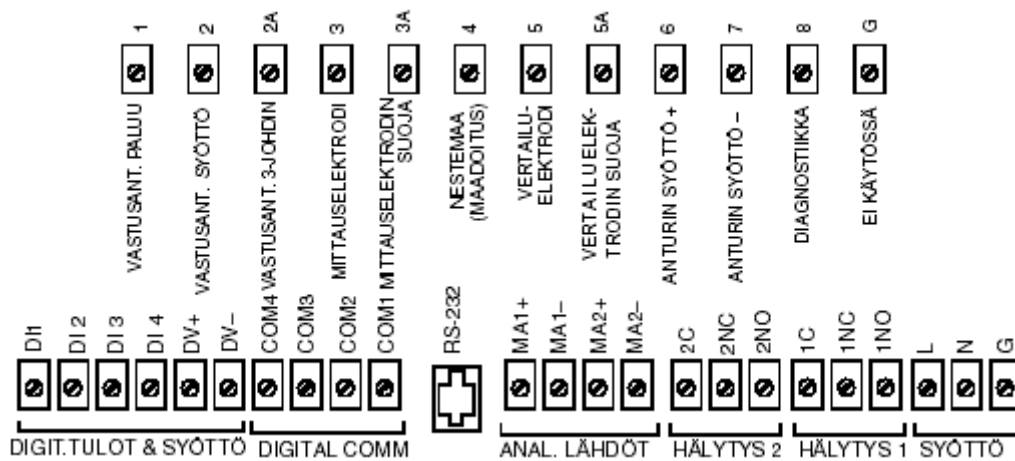 1
2
2A
3
3A
4
5
5A
6
7
8
G
VASTUSANT. PALUU
VASTUSANT. SYÖTTÖ
VASTUSANT. 3-JOHDIN
MITTAUSELEKTRODI
MITTAUSELEKTRODIN
SUOJA
NESTEMAA
(MAADOITUS)
VERTAILU-
ELEKTRODI
VERTAILUELEK-
TRODIN SUOJA
ANTURIN SYÖTTÖ +
ANTURIN SYÖTTÖ –
DIAGNOSTIIKKA
EI KÄYTÖSSÄ
DI1
DI 2
DI 3
DI 4
DV+
DV–
COM4
COM3
COM2
COM1
RS-232
MA1+
MA1–
MA2+
MA2–
2C
2NC
2NO
1C
1NC
1NO
L
N
G
DIGIT.TULOT & SYÖTTÖ
DIGITAL COMM
ANAL. LÄHDÖT
HÄLYTYS 2
HÄLYTYS 1
SYÖTTÖ